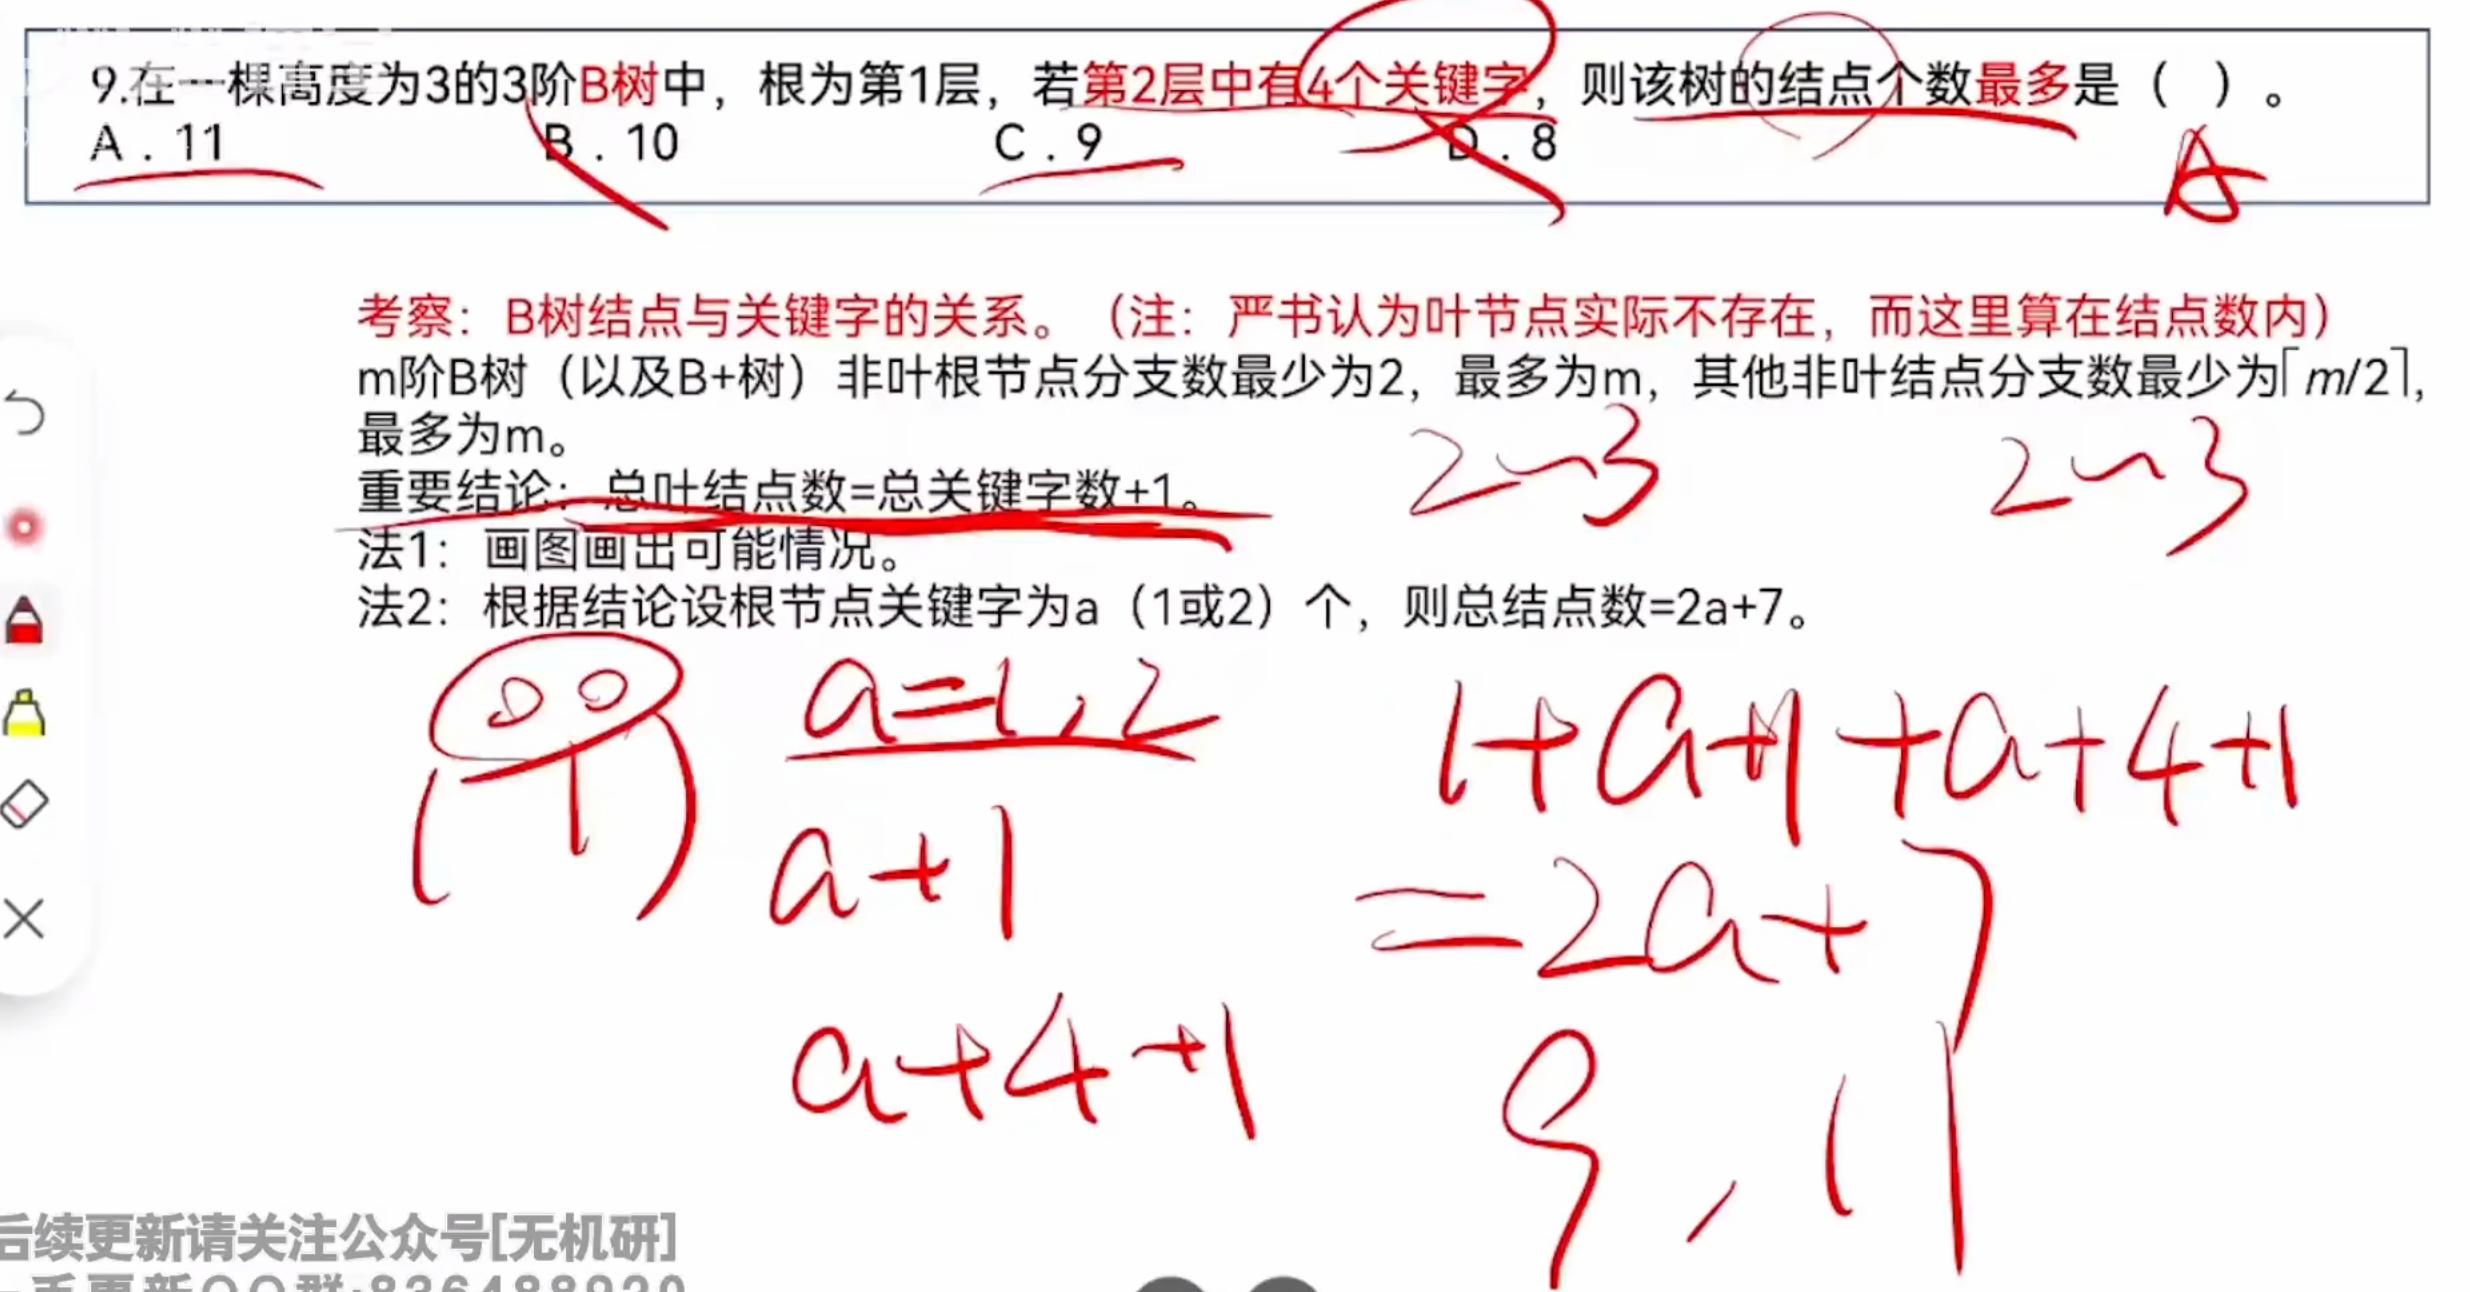 9.在一棵高度为3的3阶B树中，根为第1层，若第2层中有4个关键字，则该树的结点个数最多是（ ）。
A．11 B．10 C．9 D．8
A
考察：B树结点与关键字的关系。（注：严书认为叶节点实际不存在，而这里算在结点数内）
m阶B树（以及B+树）非叶根节点分支数最少为2，最多为m，其他非叶结点分支数最少为⌈m/2⌉，
最多为m。
2~3 2~3
重要结论：总叶结点数=总关键字数+1。
法1：画图画出可能情况。
法2：根据结论设根节点关键字为a（1或2）个，则总结点数=2a+7。
a=1,2
1+a+1+a+4+1
a+1
=2a+7
a+4+1
9,11
后续更新请关注公众号[无机研]